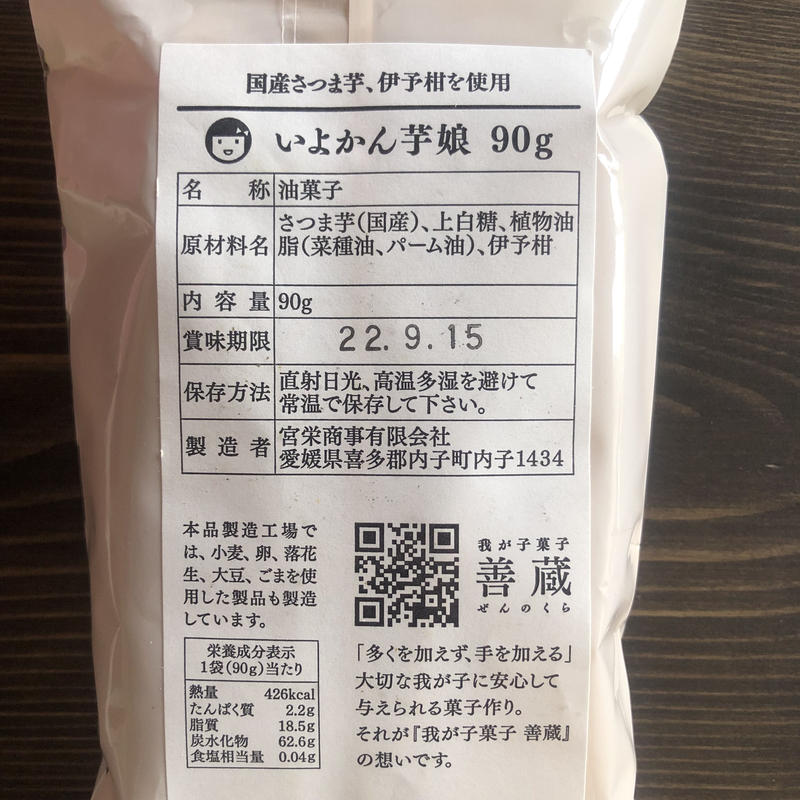 国産さつま芋、伊予柑を使用
いよかん芋娘 90g
名称 油菓子
原材料名 さつま芋(国産)、上白糖、植物油
脂(菜種油、パーム油)、伊予柑
内容量 90g
賞味期限 22.9.15
保存方法 直射日光、高温多湿を避けて
常温で保存して下さい。
製造者 宮栄商事有限会社
愛媛県喜多郡内子町内子1434
本品製造工場で
は、小麦、卵、落花
生、大豆、ごまを使
用した製品も製造
しています。
我が子菓子
善蔵
ぜんのくら
栄養成分表示
1袋(90g)当たり
熱量 426kcal
たんぱく質 2.2g
脂質 18.5g
炭水化物 62.6g
食塩相当量 0.04g
「多くを加えず、手を加える」
大切な我が子に安心して
与えられる菓子作り。
それが『我が子菓子 善蔵』
の想いです。